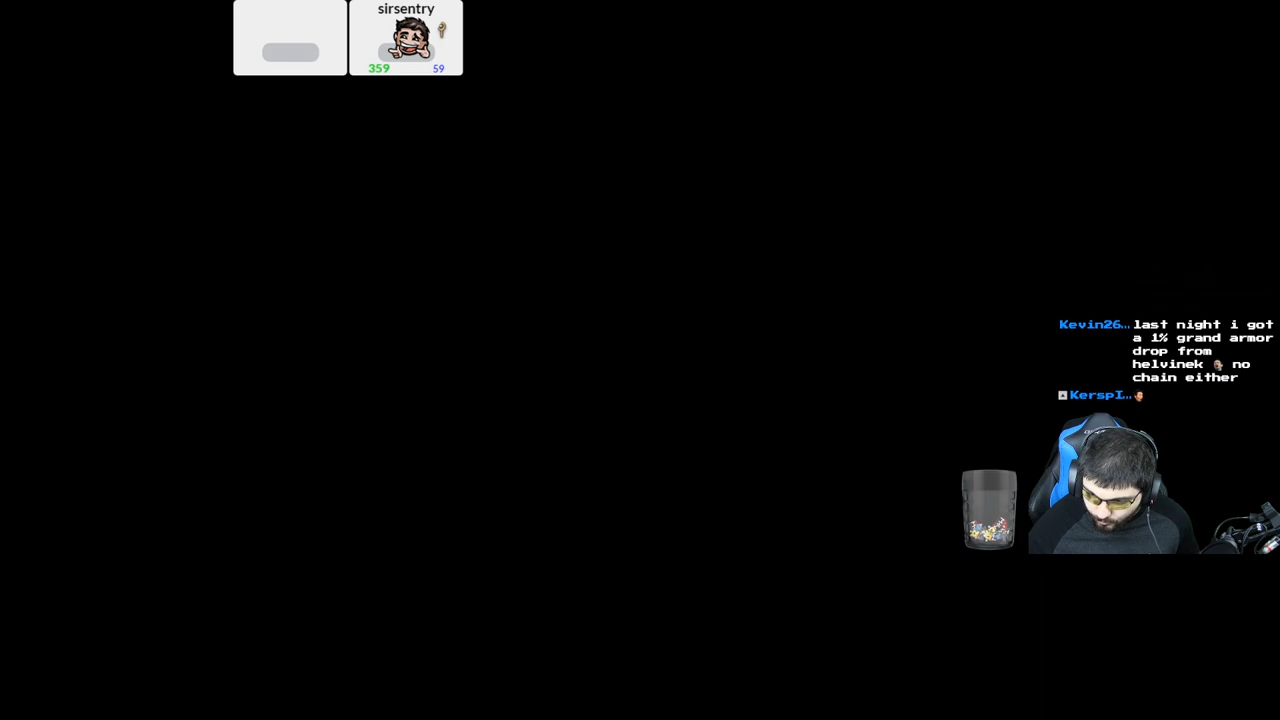 sirsentry
359 59
Kevin26… last night i got
a 1% grand armor
drop from
helvinek no
chain either
KerspI…